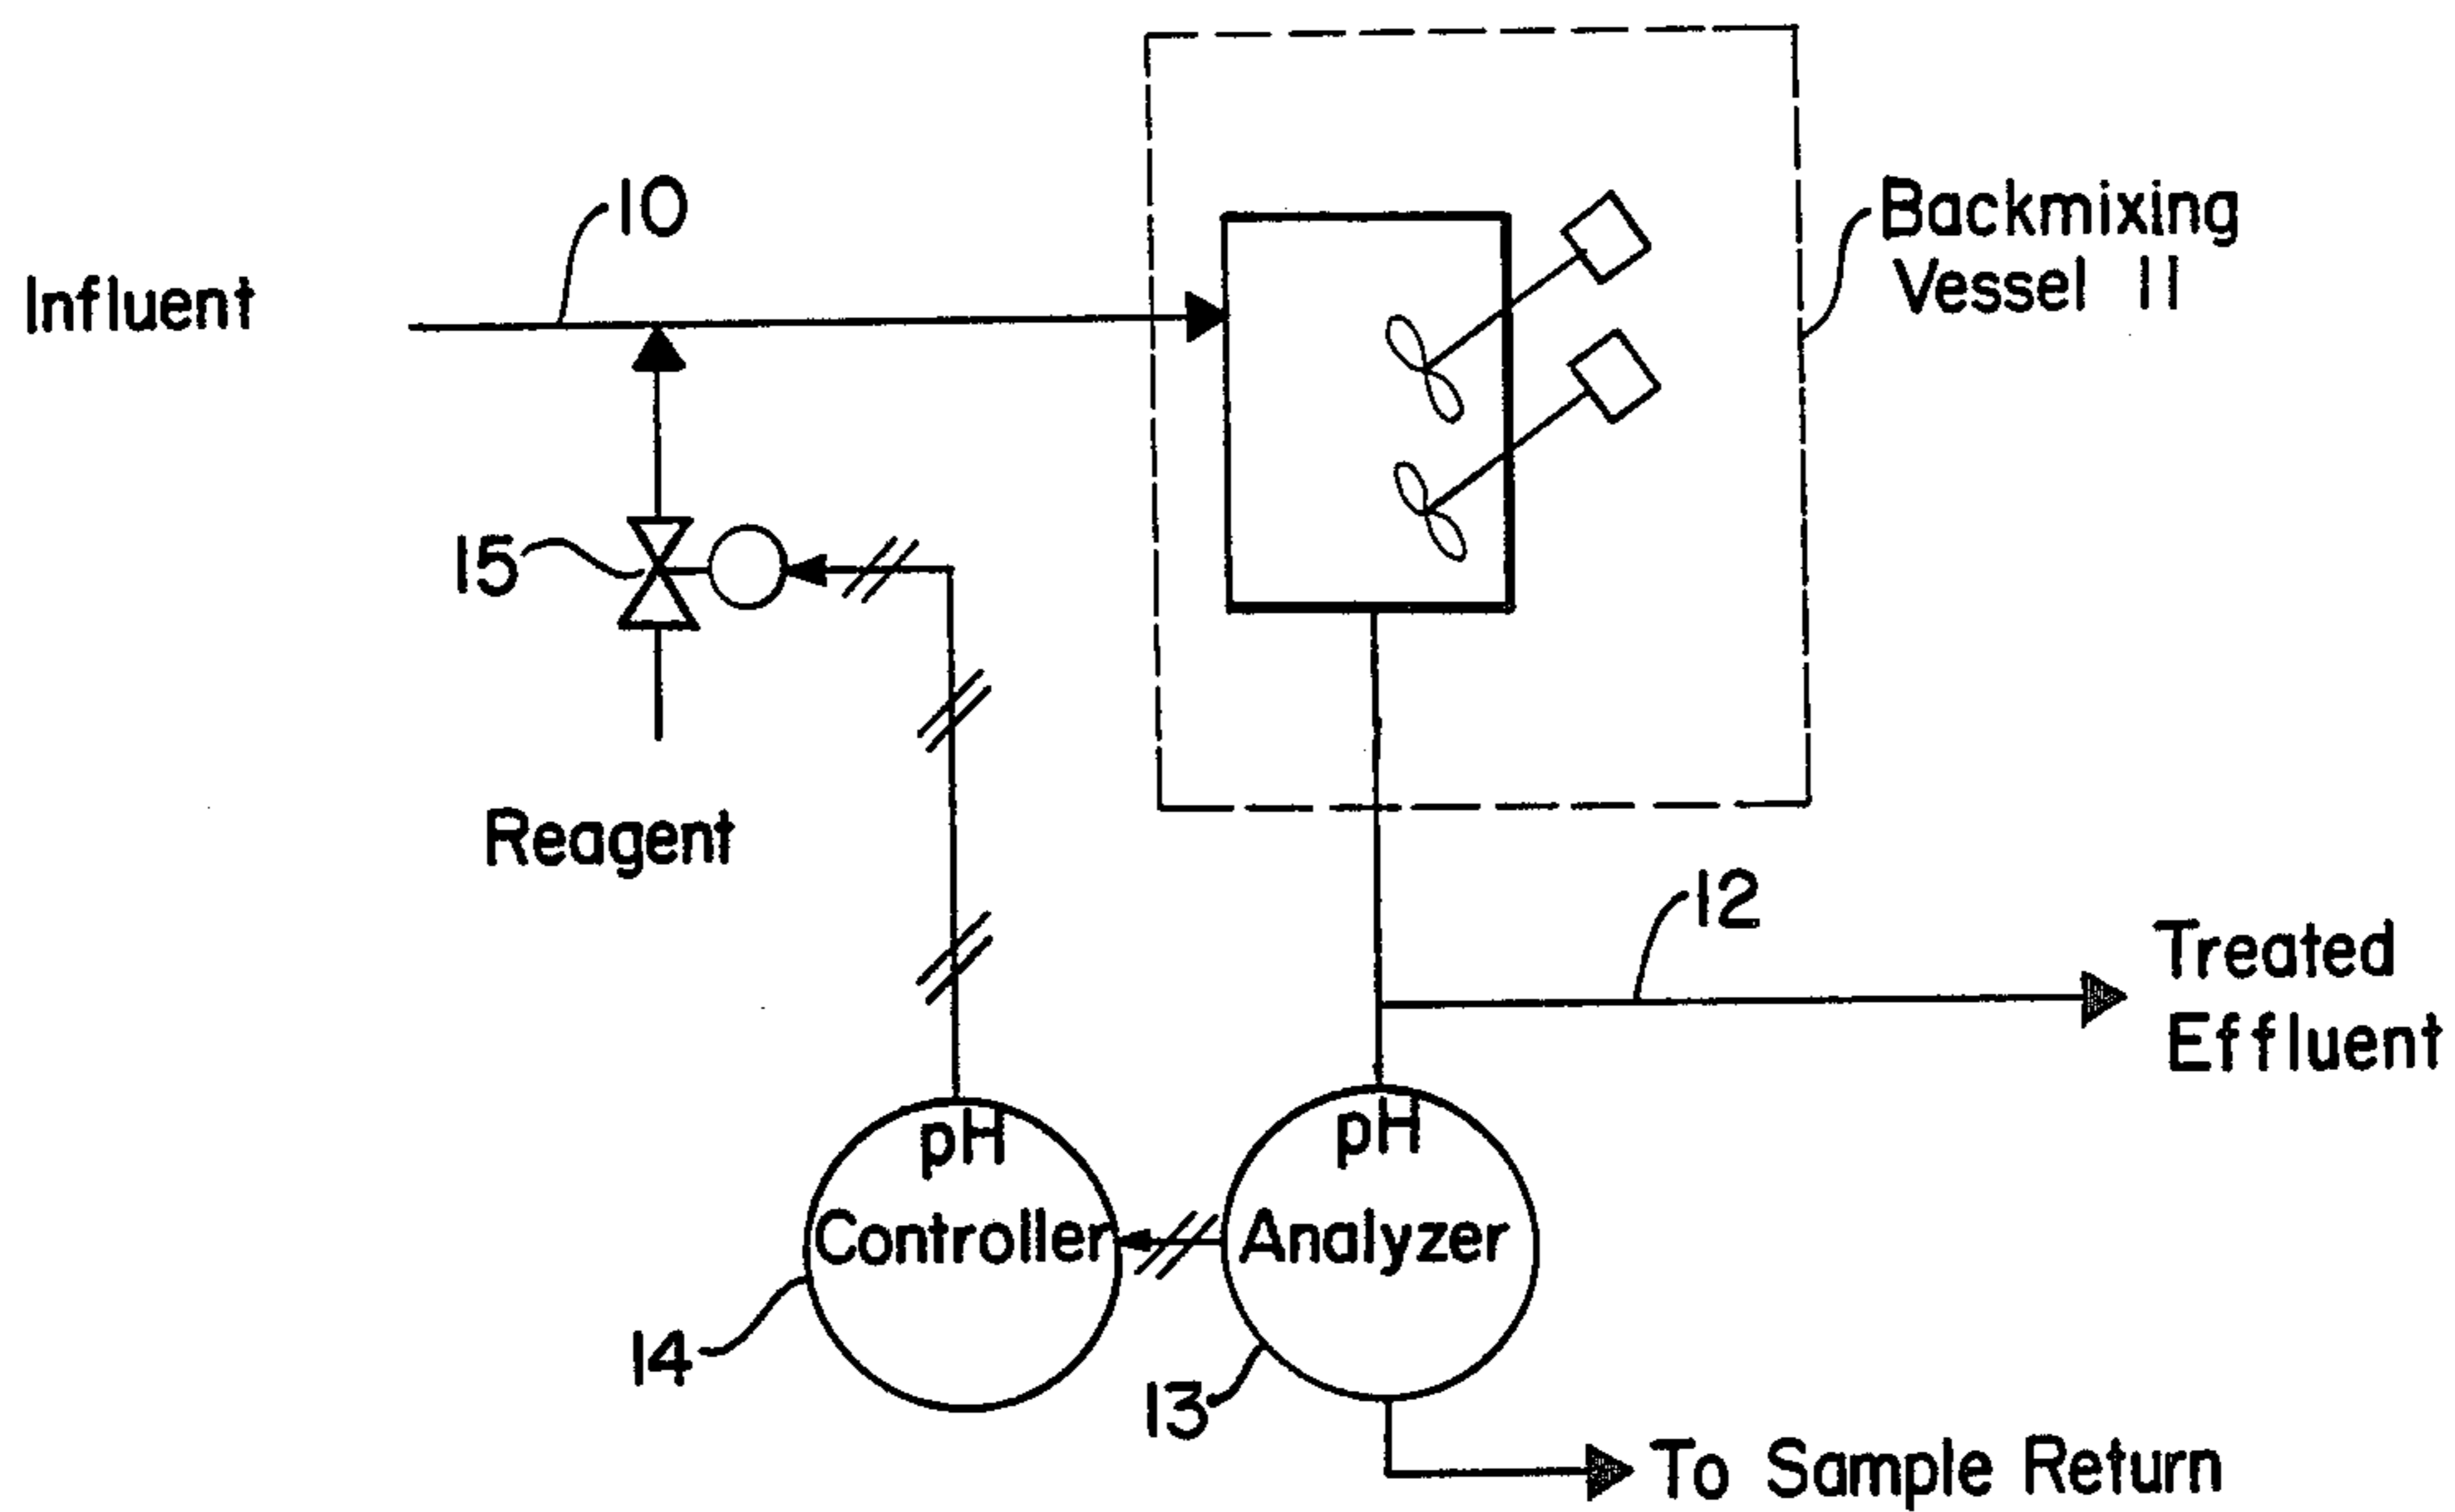 10
Influent
Backmixing
Vessel 11
15
Reagent
12
Treated
Effluent
pH
Controller
pH
Analyzer
14
13
To Sample Return